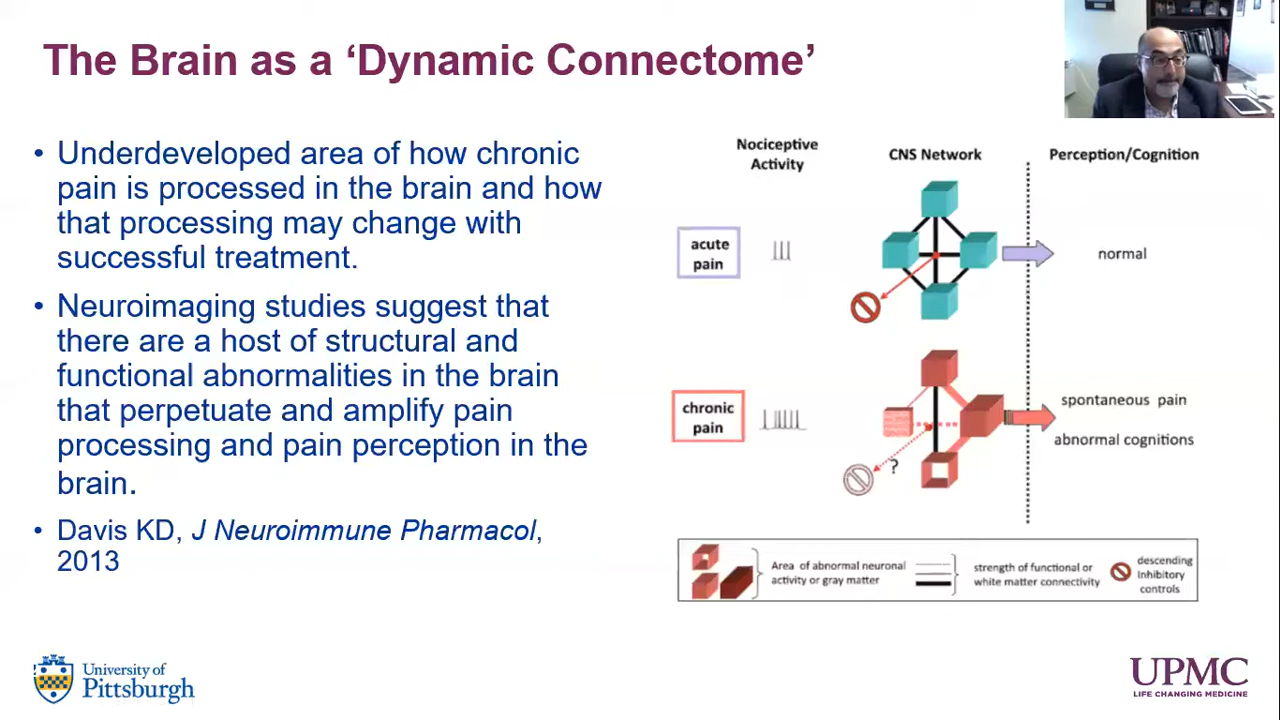 The Brain as a ‘Dynamic Connectome’
• Underdeveloped area of how chronic
pain is processed in the brain and how
that processing may change with
successful treatment.
• Neuroimaging studies suggest that
there are a host of structural and
functional abnormalities in the brain
that perpetuate and amplify pain
processing and pain perception in the
brain.
• Davis KD, J Neuroimmune Pharmacol,
2013
Nociceptive
Activity
CNS Network
Perception/Cognition
acute
pain
normal
chronic
pain
?
spontaneous pain
abnormal cognitions
Area of abnormal neuronal
activity or gray matter
strength of functional or
white matter connectivity
descending
Inhibitory
controls
University of
Pittsburgh
UPMC
LIFE CHANGING MEDICINE